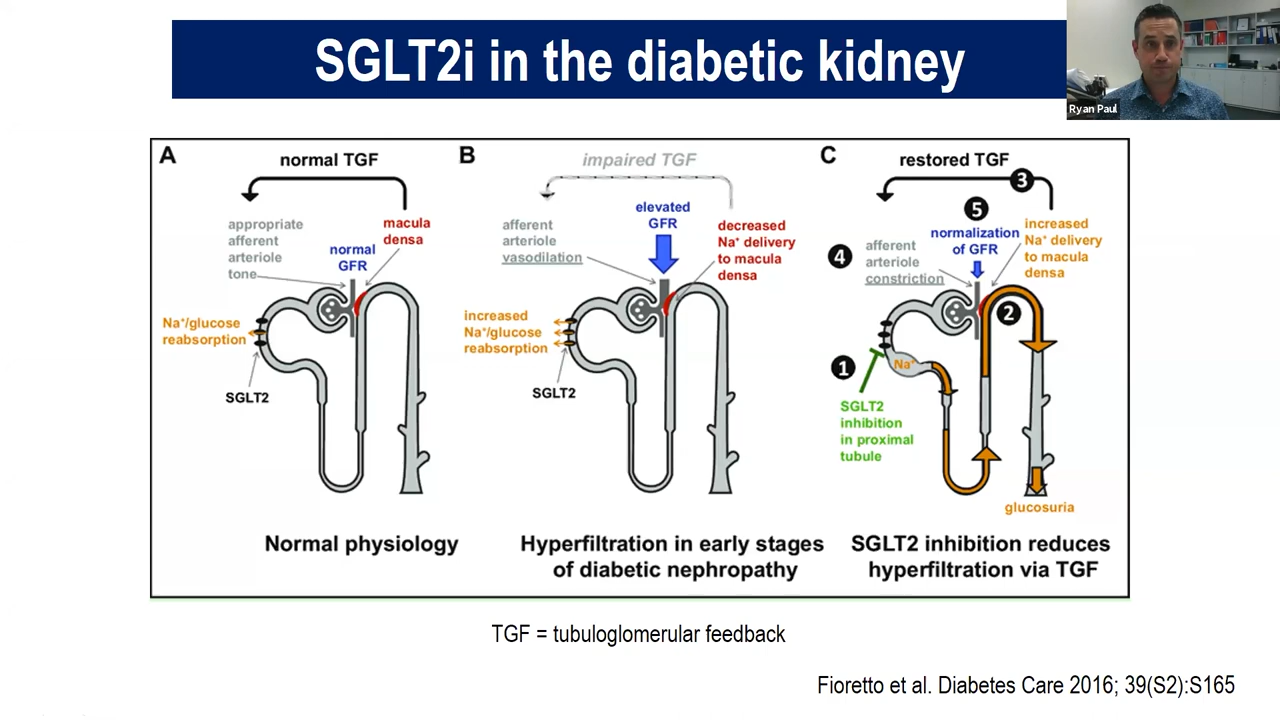 SGLT2i in the diabetic kidney
Ryan Paul
A
normal TGF
appropriate
afferent
arteriole
tone
normal
GFR
macula
densa
Na⁺/glucose
reabsorption
SGLT2
Normal physiology
B
impaired TGF
afferent
arteriole
vasodilation
elevated
GFR
decreased
Na⁺ delivery
to macula
densa
increased
Na⁺/glucose
reabsorption
SGLT2
Hyperfiltration in early stages
of diabetic nephropathy
C
restored TGF
3
5
4
afferent
arteriole
constriction
normalization
of GFR
increased
Na⁺ delivery
to macula
densa
2
1
Na⁺
SGLT2
inhibition
in proximal
tubule
glucosuria
SGLT2 inhibition reduces
hyperfiltration via TGF
TGF = tubuloglomerular feedback
Fioretto et al. Diabetes Care 2016; 39(S2):S165